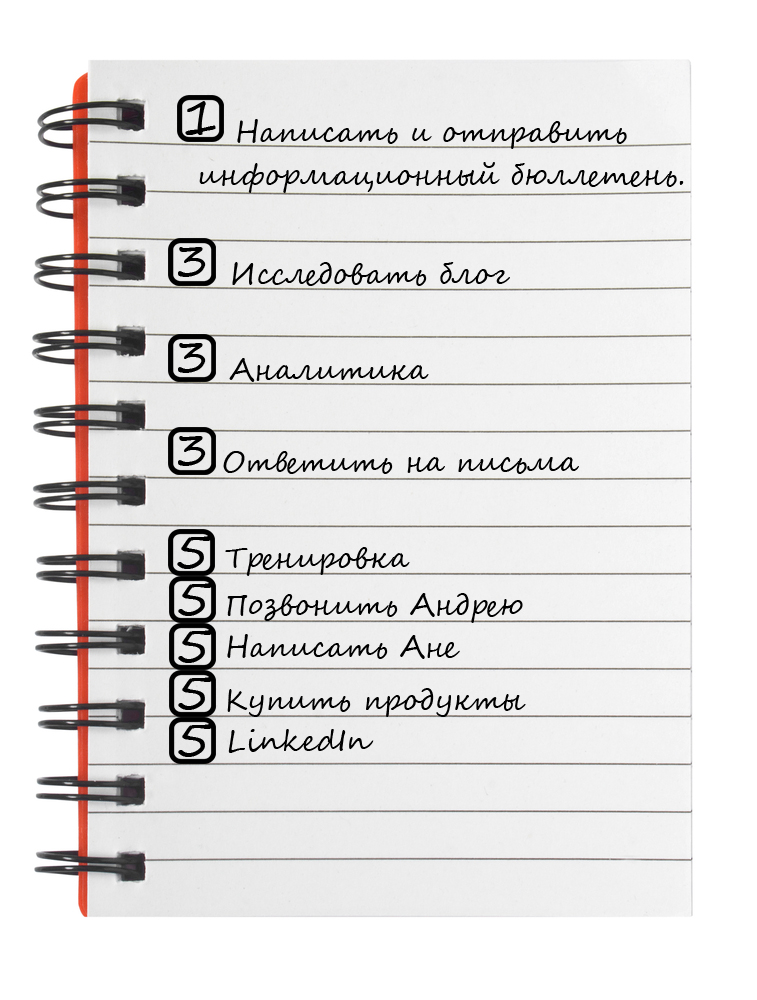 1 Написать и отправить
информационный бюллетень.
3 Исследовать блог
3 Аналитика
3 Ответить на письма
5 Тренировка
5 Позвонить Андрею
5 Написать Ане
5 Купить продукты
5 LinkedIn